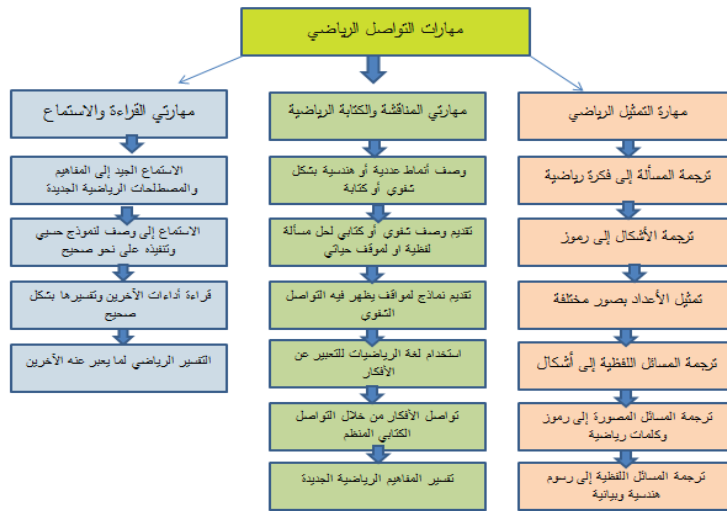 مهارات التواصل الرياضي
مهارة التمثيل الرياضي
ترجمة المسألة إلى فكرة رياضية
ترجمة الأشكال إلى رموز
تمثيل الأعداد بصور مختلفة
ترجمة المسائل اللفظية إلى أشكال
ترجمة المسائل المصورة إلى رموز
وكلمات رياضية
ترجمة المسائل اللفظية إلى رسوم
هندسية وبيانية
مهارتي المناقشة والكتابة الرياضية
وصف أنماط عددية أو هندسية بشكل
شفوي أو كتابة
تقديم وصف شفوي أو كتابي لحل مسألة
لفظية او لموقف حياتي
تقديم نماذج لمواقف يظهر فيه التواصل
الشفوي
استخدام لغة الرياضيات للتعبير عن
الأفكار
تواصل الأفكار من خلال التواصل
الكتابي المنظم
تفسير المفاهيم الرياضية الجديدة
مهارتي القراءة والاستماع
الاستماع الجيد إلى المفاهيم
والمصطلحات الرياضية الجديدة
الاستماع إلى وصف لنموذج حسي
وتنفيذه على نحو صحيح
قراءة أداءات الآخرين وتفسيرها بشكل
صحيح
التفسير الرياضي لما يعبر عنه الآخرين